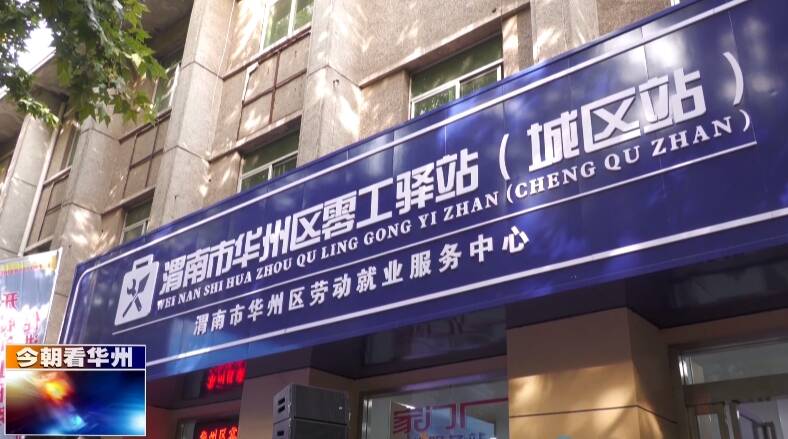 渭南市华州区零工驿站（城区站）
WEI NAN SHI HUA ZHOU QU LING GONG YI ZHAN (CHENG QU ZHAN)
渭南市华州区劳动就业服务中心
今朝看华州
家门